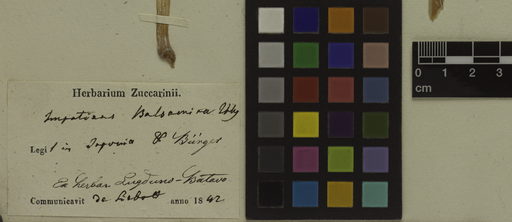 Herbarium Zuccarinii.
Impatiens Balsamina
Legit in Japonia Dr Bürger
Ex herbar Lugduno-Batavo
Communicavit de Siebold anno 1842
0 1 2 3
cm